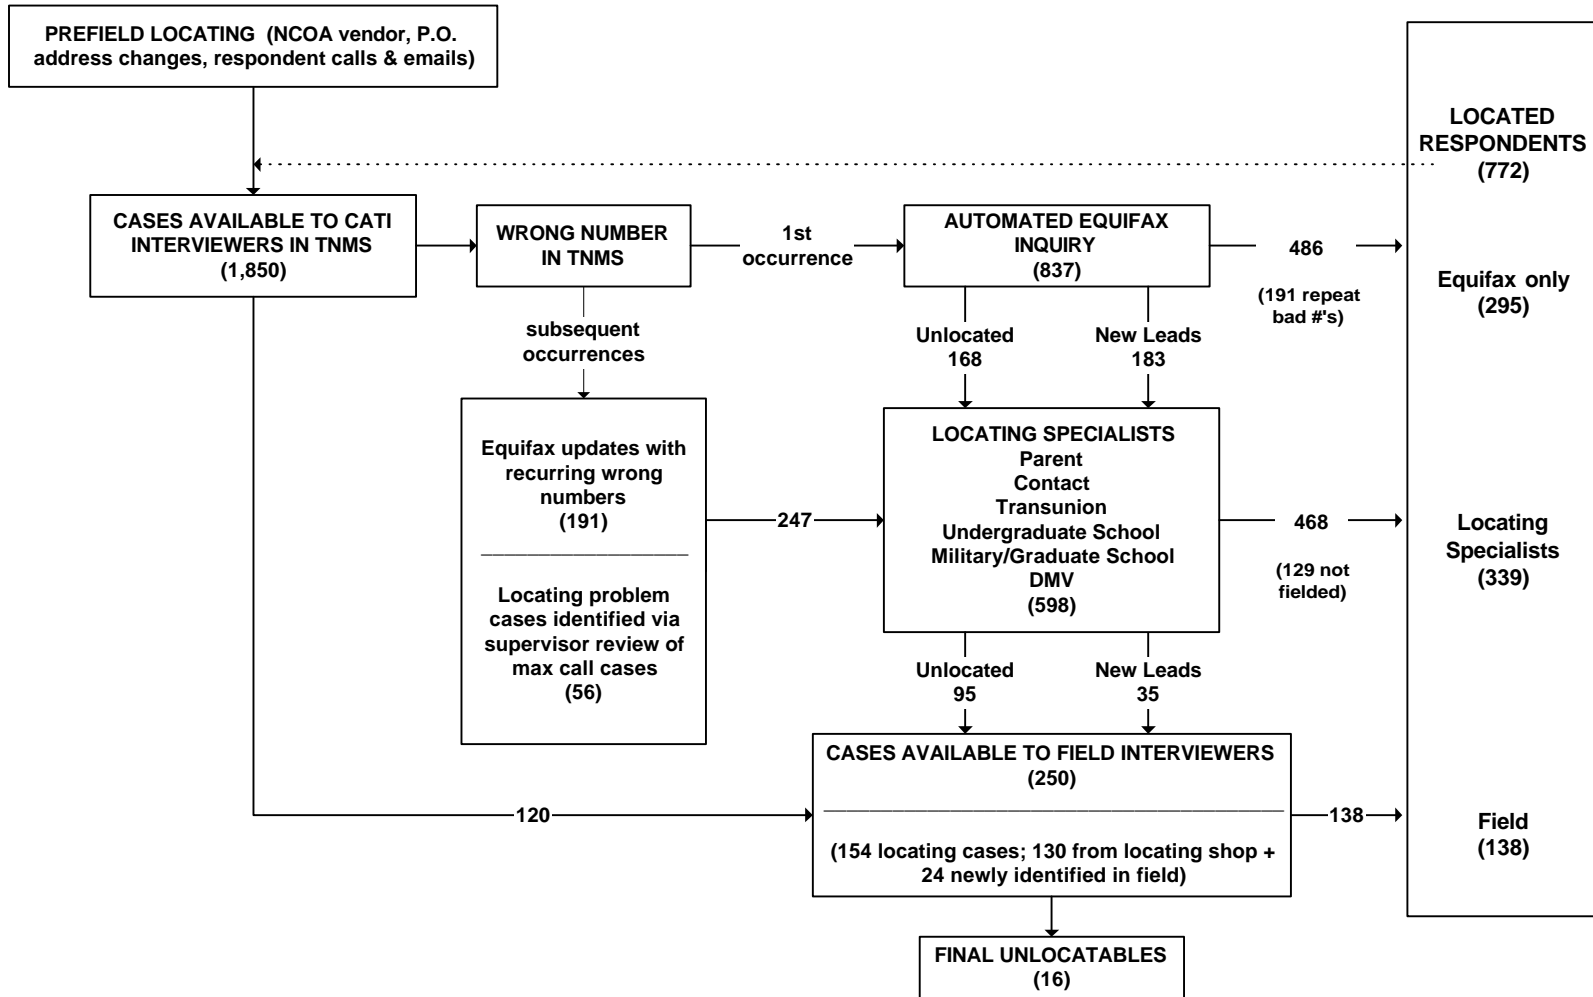 PREFIELD LOCATING (NCOA vendor, P.O.
address changes, respondent calls & emails)
LOCATED
RESPONDENTS
(772)
CASES AVAILABLE TO CATI
INTERVIEWERS IN TNMS
(1,850)
WRONG NUMBER
IN TNMS
1st
occurrence
AUTOMATED EQUIFAX
INQUIRY
(837)
486
(191 repeat
bad #'s)
Equifax only
(295)
subsequent
occurrences
Unlocated
168
New Leads
183
Equifax updates with
recurring wrong
numbers
(191)
Locating problem
cases identified via
supervisor review of
max call cases
(56)
247
LOCATING SPECIALISTS
Parent
Contact
Transunion
Undergraduate School
Military/Graduate School
DMV
(598)
468
(129 not
fielded)
Locating
Specialists
(339)
Unlocated
95
New Leads
35
120
CASES AVAILABLE TO FIELD INTERVIEWERS
(250)
(154 locating cases; 130 from locating shop +
24 newly identified in field)
138
Field
(138)
FINAL UNLOCATABLES
(16)